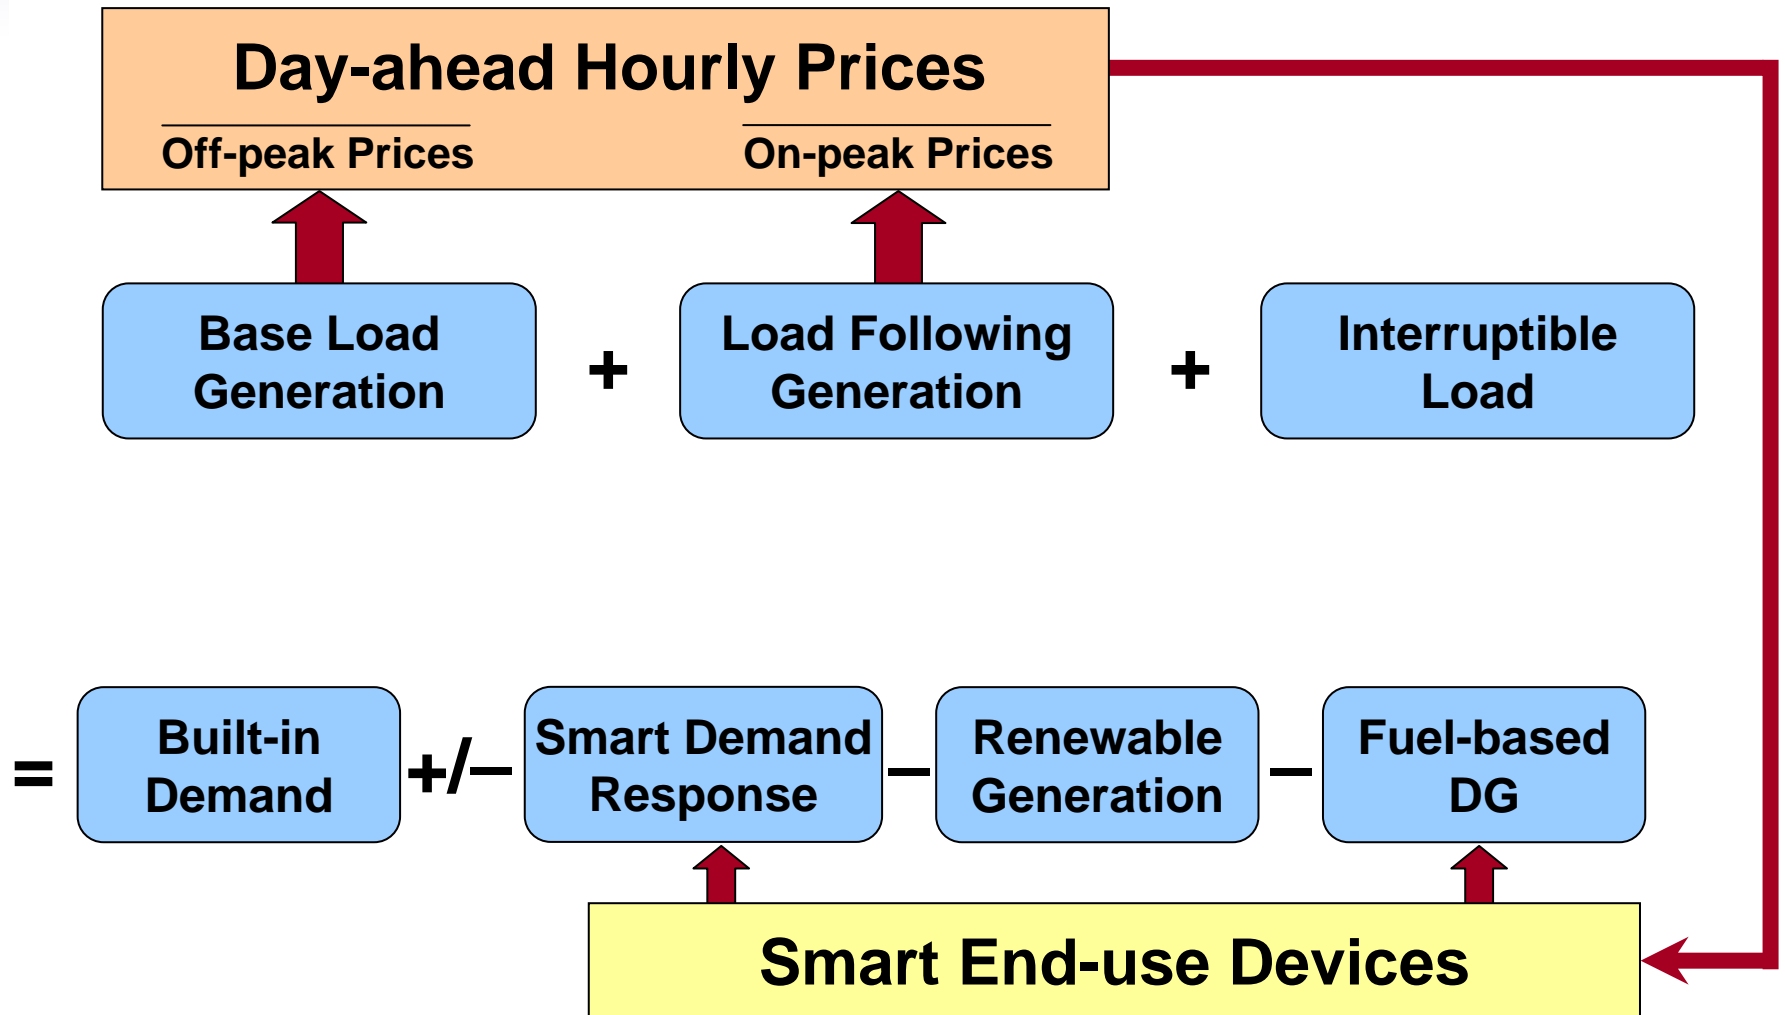 Day-ahead Hourly Prices
Off-peak Prices On-peak Prices
Base Load
Generation
+
Load Following
Generation
+
Interruptible
Load
=
Built-in
Demand
+/–
Smart Demand
Response
–
Renewable
Generation
–
Fuel-based
DG
Smart End-use Devices